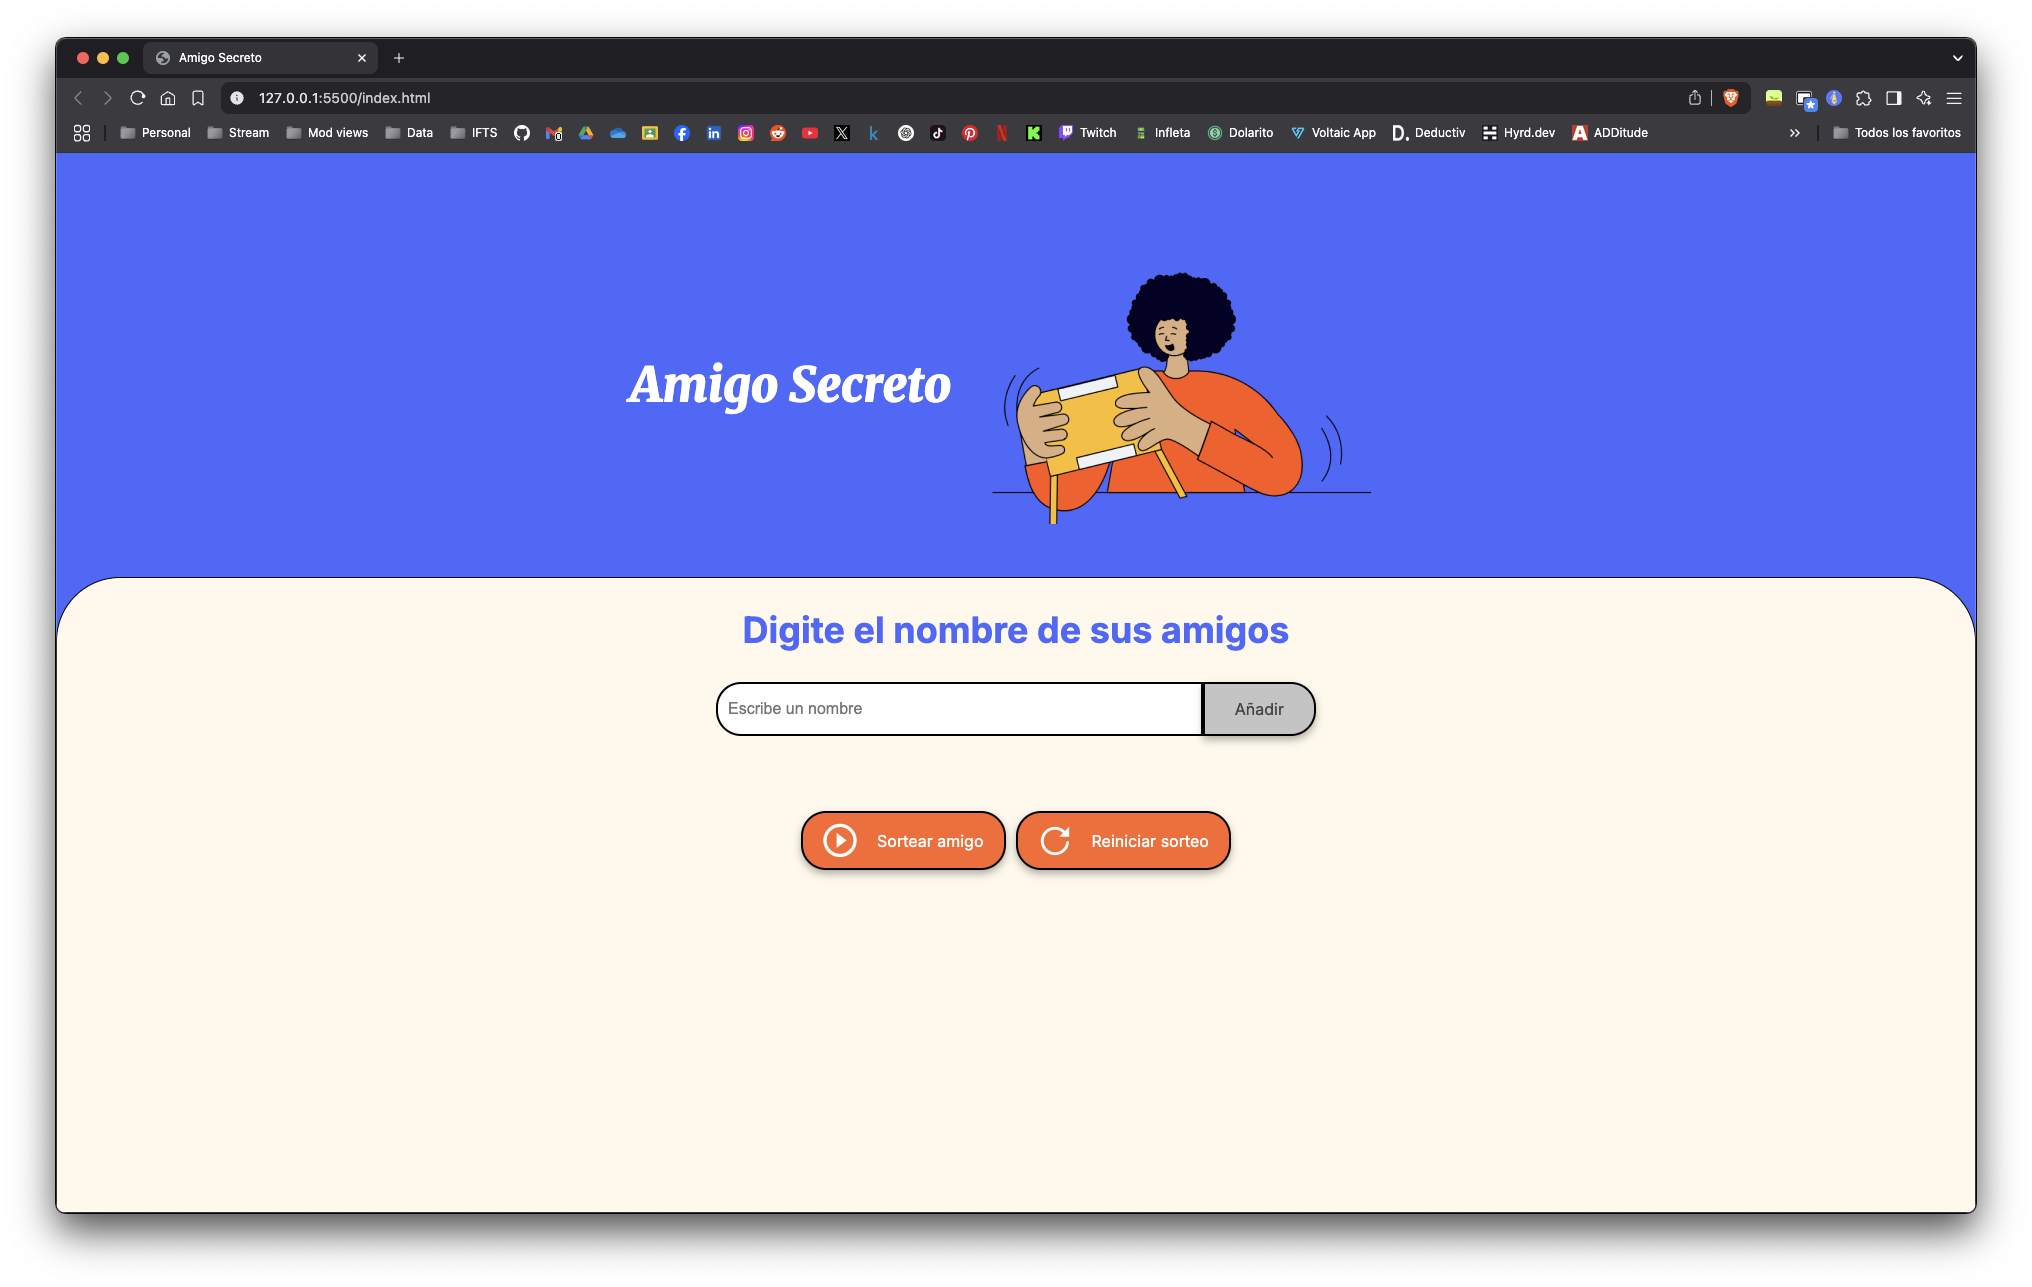 Amigo Secreto
127.0.0.1:5500/index.html
Personal Stream Mod views Data IFTS Twitch Infleta Dolarito Voltaic App D. Deductiv Hyrd.dev ADDitude Todos los favoritos
Amigo Secreto
Digite el nombre de sus amigos
Escribe un nombre Añadir
Sortear amigo Reiniciar sorteo